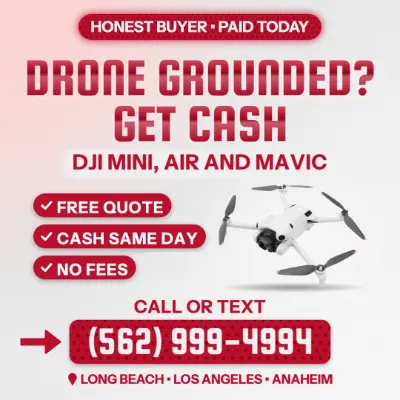 HONEST BUYER • PAID TODAY
DRONE GROUNDED?
GET CASH
DJI MINI, AIR AND MAVIC
FREE QUOTE
CASH SAME DAY
NO FEES
CALL OR TEXT
(562) 999-4994
LONG BEACH • LOS ANGELES • ANAHEIM